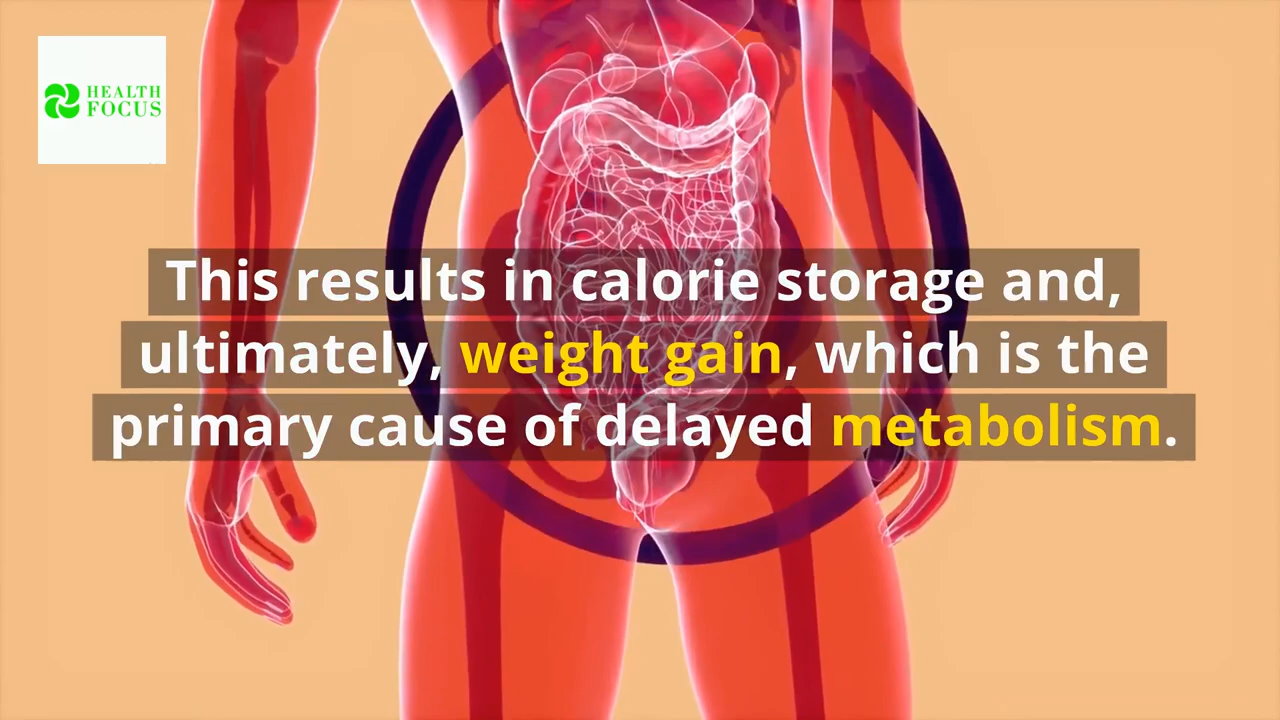 HEALTH
FOCUS
This results in calorie storage and,
ultimately, weight gain, which is the
primary cause of delayed metabolism.